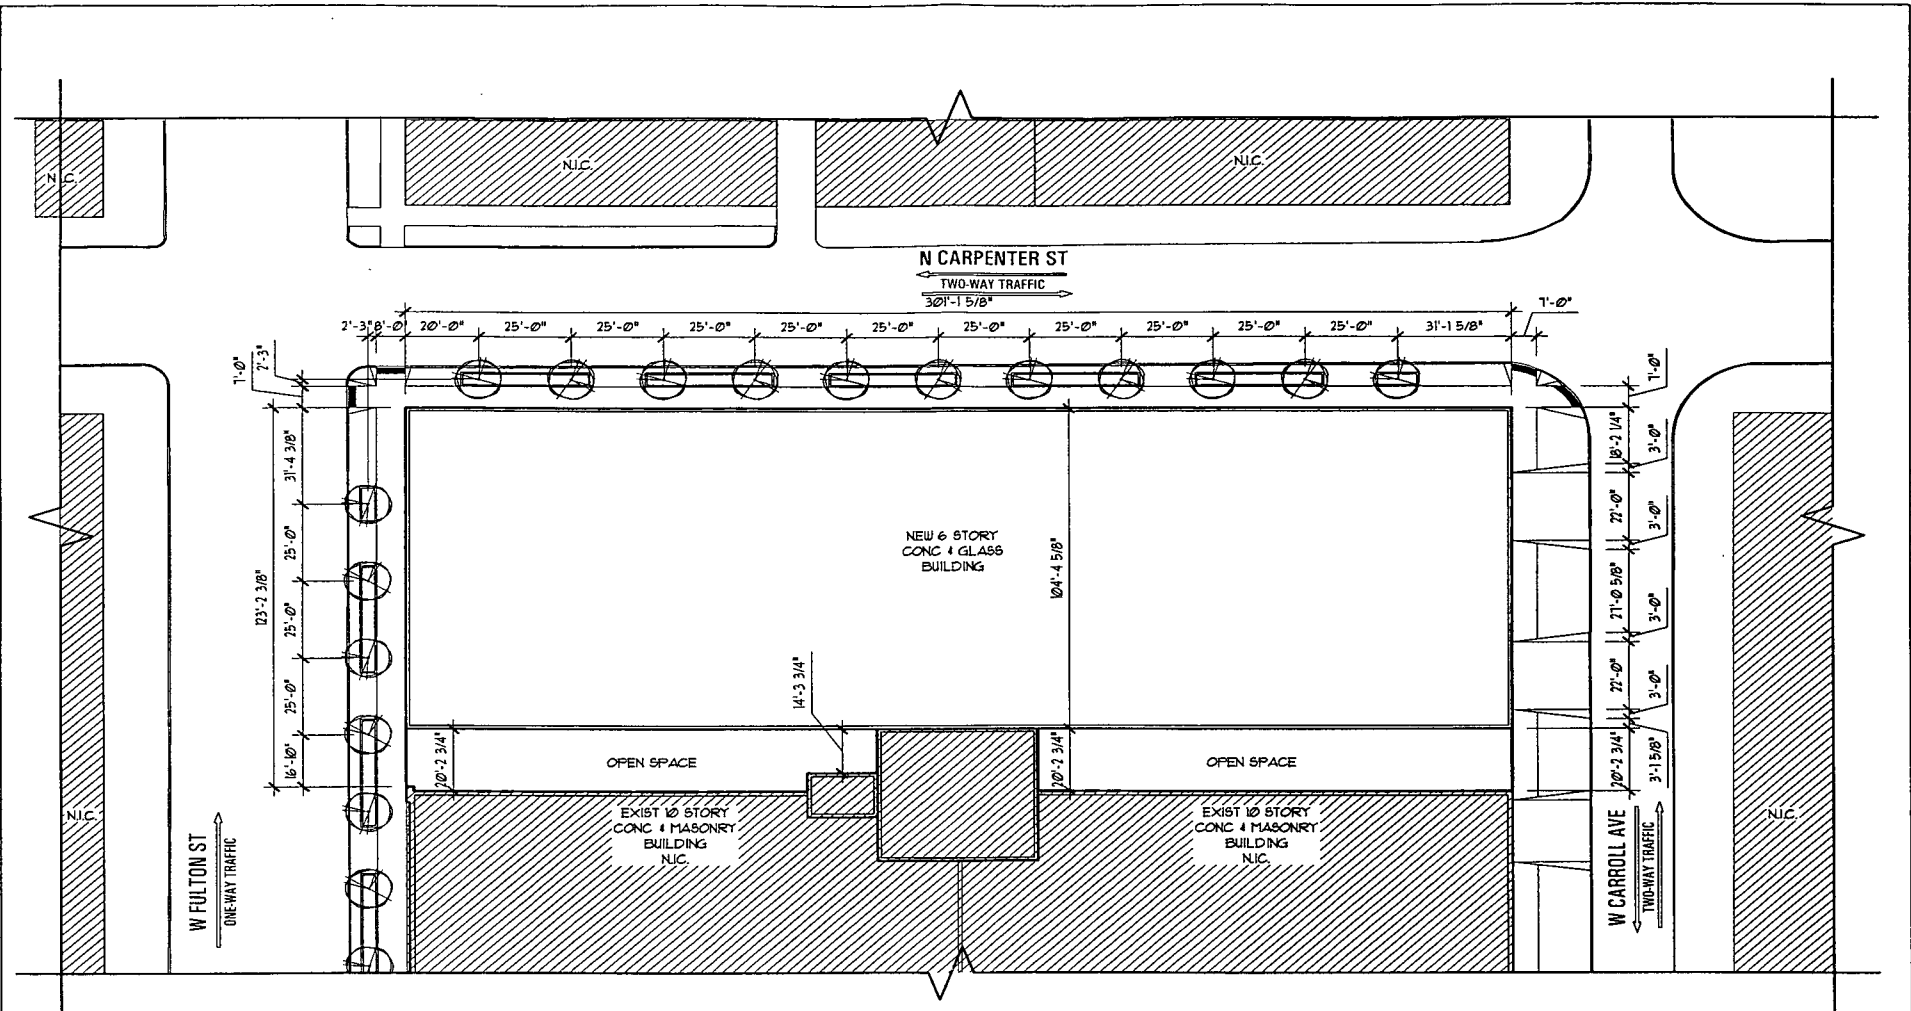 N.I.C.
N.I.C.
N.I.C.
N CARPENTER ST
TWO-WAY TRAFFIC
301'-1 5/8"
7'-0"
2'-3"
8'-0"
20'-0"
25'-0"
25'-0"
25'-0"
25'-0"
25'-0"
25'-0"
25'-0"
25'-0"
25'-0"
25'-0"
31'-1 5/8"
7'-0"
2'-3"
7'-0"
31'-4 3/8"
25'-0"
123'-2 3/8"
25'-0"
25'-0"
16'-10"
18'-2 1/4"
3'-0"
22'-0"
3'-0"
27'-0 5/8"
3'-0"
22'-0"
3'-0"
20'-2 3/4"
3'-1 5/8"
NEW 6 STORY
CONC & GLASS
BUILDING
104'-4 5/8"
14'-3 3/4"
20'-2 3/4"
OPEN SPACE
20'-2 3/4"
OPEN SPACE
EXIST 10 STORY
CONC & MASONRY
BUILDING
N.I.C.
EXIST 10 STORY
CONC & MASONRY
BUILDING
N.I.C.
N.I.C.
N.I.C.
W FULTON ST
ONE-WAY TRAFFIC
W CARROLL AVE
TWO-WAY TRAFFIC